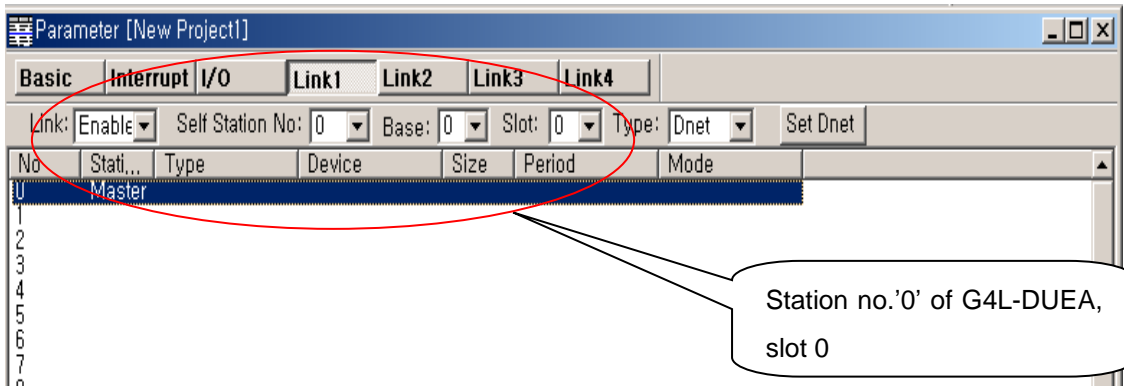 Parameter [New Project1]
Basic Interrupt I/O Link1 Link2 Link3 Link4
Link: Enable Self Station No: 0 Base: 0 Slot: 0 Type: Dnet Set Dnet
No Stati... Type Device Size Period Mode
0 Master
1
2
3
4
5
6
7
Station no.'0' of G4L-DUEA,
slot 0